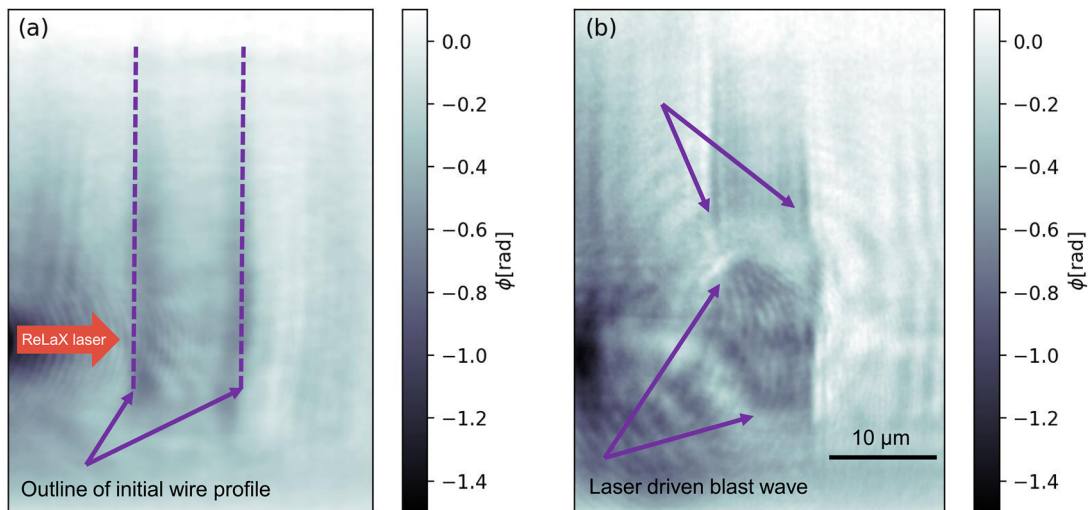 (a)
ReLaX laser
Outline of initial wire profile
0.0
−0.2
−0.4
−0.6
−0.8
−1.0
−1.2
−1.4
ϕ[rad]
(b)
10 µm
Laser driven blast wave
0.0
−0.2
−0.4
−0.6
−0.8
−1.0
−1.2
−1.4
ϕ[rad]